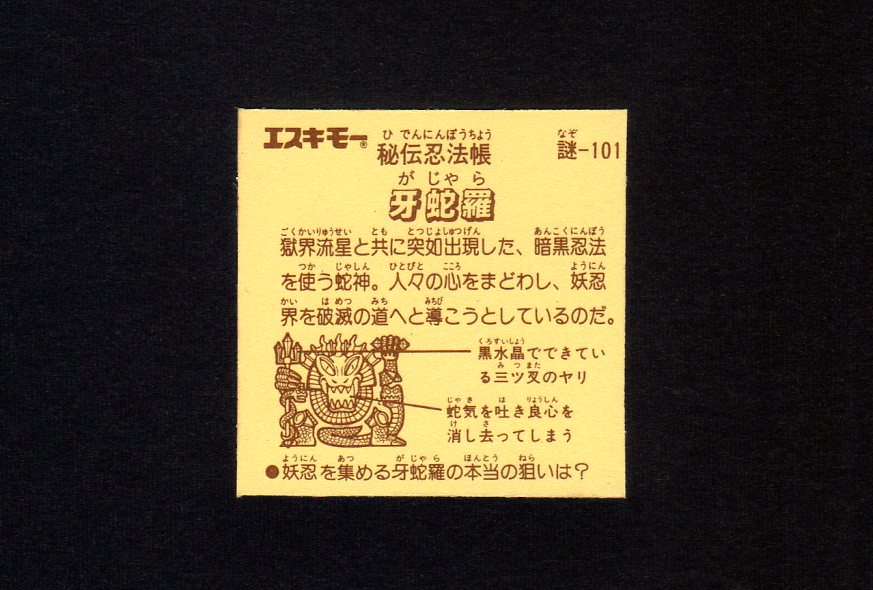 エスキモー®
ひでんにんぽうちょう
秘伝忍法帳
なぞ
謎-101
がじゃら
牙蛇羅
ごくかいりゅうせい とも とつじょしゅつげん あんこくにんぽう
獄界流星と共に突如出現した、暗黒忍法
つか じゃしん ひとびと こころ ようにん
を使う蛇神。人々の心をまどわし、妖忍
かい はめつ みち みちび
界を破滅の道へと導こうとしているのだ。
くろすいしょう
黒水晶でできてい
みつまた
る三ツ叉のヤリ
じゃき は りょうしん
蛇気を吐き良心を
け さ
消し去ってしまう
ようにん あつ がじゃら ほんとう ねら
●妖忍を集める牙蛇羅の本当の狙いは?